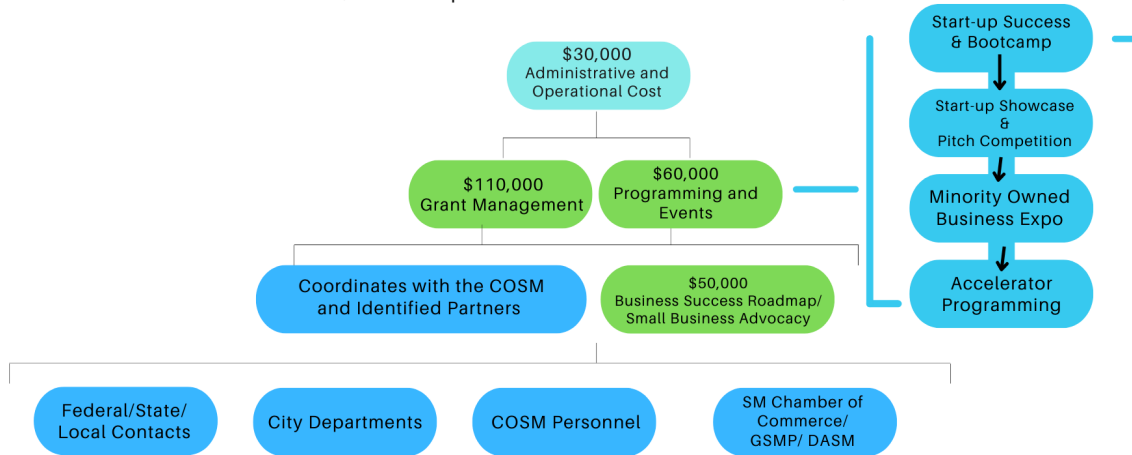 $30,000
Administrative and
Operational Cost
$110,000
Grant Management
$60,000
Programming and
Events
Coordinates with the COSM
and Identified Partners
$50,000
Business Success Roadmap/
Small Business Advocacy
Federal/State/
Local Contacts
City Departments
COSM Personnel
SM Chamber of
Commerce/
GSMP/ DASM
Start-up Success
& Bootcamp
Start-up Showcase
&
Pitch Competition
Minority Owned
Business Expo
Accelerator
Programming